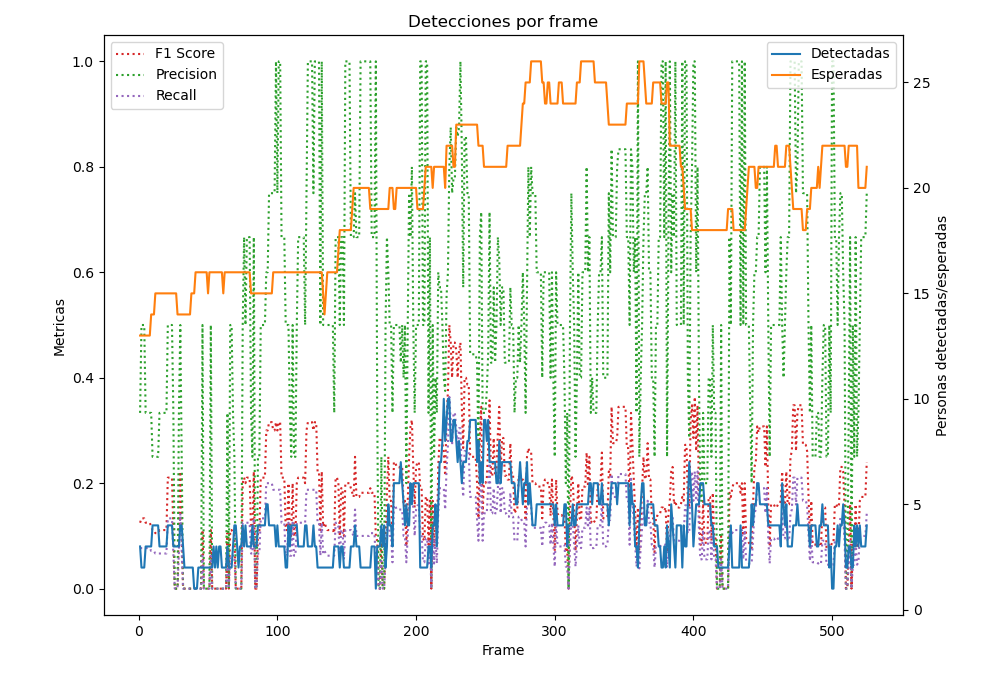 Detecciones por frame
F1 Score
Precision
Recall
Detectadas
Esperadas
Metricas
1.0
0.8
0.6
0.4
0.2
0.0
25
20
15
10
5
0
Personas detectadas/esperadas
0 100 200 300 400 500
Frame